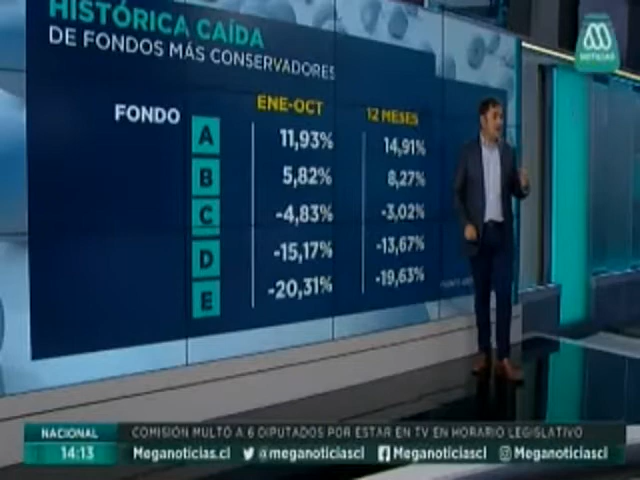 HISTÓRICA CAÍDA
DE FONDOS MÁS CONSERVADORES
NOTICIAS
FONDO ENE-OCT 12 MESES
A 11,93% 14,91%
B 5,82% 8,27%
C -4,83% -3,02%
D -15,17% -13,67%
E -20,31% -19,63%
NACIONAL COMISIÓN MULTÓ A 6 DIPUTADOS POR ESTAR EN TV EN HORARIO LEGISLATIVO
14:13 Meganoticias.cl @meganoticiascl Meganoticiascl Meganoticiascl